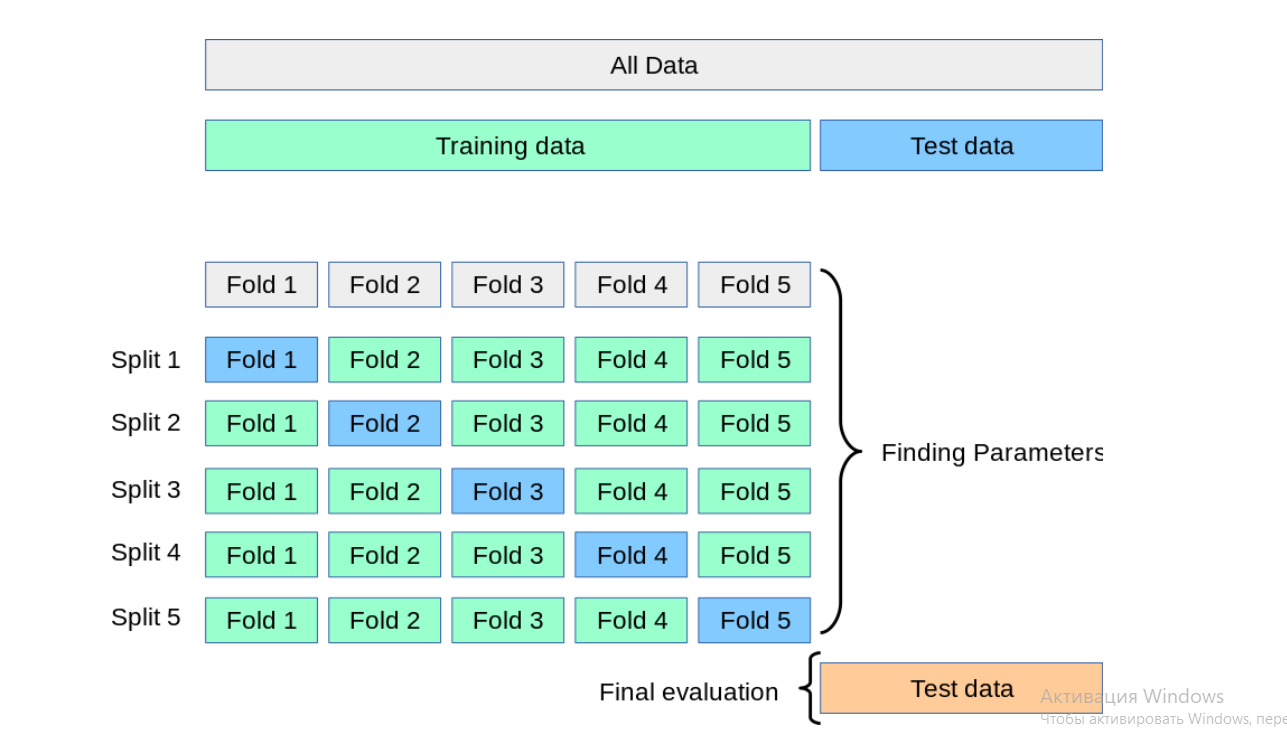 All Data
Training data Test data
Fold 1 Fold 2 Fold 3 Fold 4 Fold 5
Split 1 Fold 1 Fold 2 Fold 3 Fold 4 Fold 5
Split 2 Fold 1 Fold 2 Fold 3 Fold 4 Fold 5
Finding Parameters
Split 3 Fold 1 Fold 2 Fold 3 Fold 4 Fold 5
Split 4 Fold 1 Fold 2 Fold 3 Fold 4 Fold 5
Split 5 Fold 1 Fold 2 Fold 3 Fold 4 Fold 5
Final evaluation Test data
Активация Windows
Чтобы активировать Windows, пере